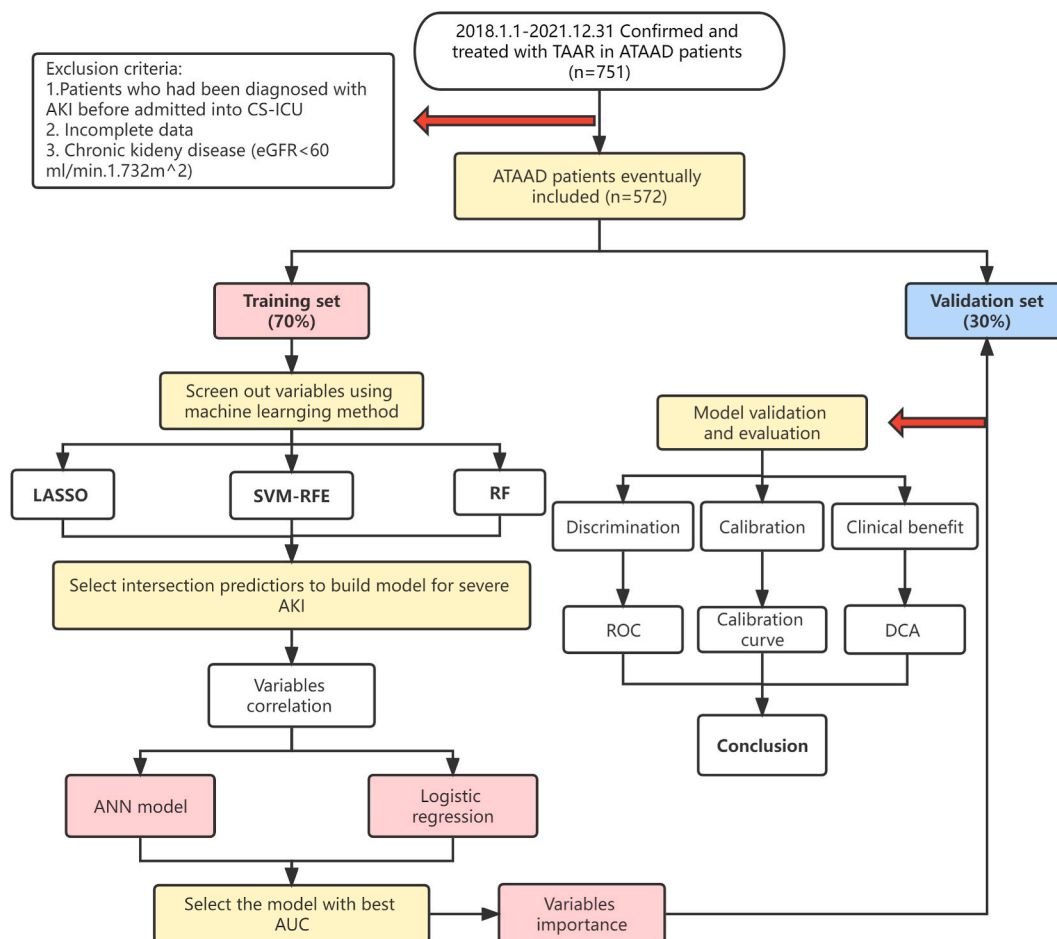 2018.1.1-2021.12.31 Confirmed
and treated with TAAR in ATAAD
patients
(n=751)
Exclusion criteria:
1.Patients who had been diagnosed with
AKI before admitted into CS-ICU
2. Incomplete data
3. Chronic kideny disease (eGFR<60
ml/min.1.732m^2)
ATAAD patients eventually
included (n=572)
Training set
(70%)
Validation set
(30%)
Screen out variables using
machine learnging method
LASSO
SVM-RFE
RF
Select intersection predictiors to build model for severe
AKI
Variables
correlation
ANN model
Logistic
regression
Select the model with best
AUC
Variables
importance
Model validation
and evaluation
Discrimination
Calibration
Clinical benefit
ROC
Calibration
curve
DCA
Conclusion